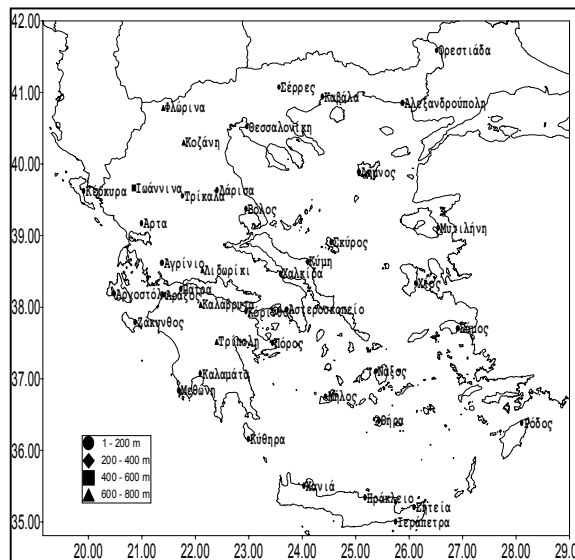 42.00
Ορεστιάδα
41.00
Σέρρες
Καβάλα
Αλεξανδρούπολη
Φλώρινα
Θεσσαλονίκη
Κοζάνη
40.00
Λήμνος
Κέρκυρα
Ιωάννινα
Τρίκαλα
Λάρισα
Βόλος
Άρτα
39.00
Μυτιλήνη
Σκύρος
Αγρίνιο
Λιδωρίκι
Κύμη
Χαλκίδα
Χίος
Αργοστόλι
Άραξος
Πάτρα
Καλάβρυτα
Κόρινθος
Αστεροσκοπείο
38.00
Ζάκυνθος
Τρίπολη
Πόρος
Σάμος
37.00
Καλαμάτα
Μεθώνη
Νάξος
Μήλος
Θήρα
Ρόδος
Κύθηρα
36.00
1 - 200 m
200 - 400 m
400 - 600 m
600 - 800 m
Χανιά
Ηράκλειο
Σητεία
Ιεράπετρα
35.00
20.00 21.00 22.00 23.00 24.00 25.00 26.00 27.00 28.00 29.00